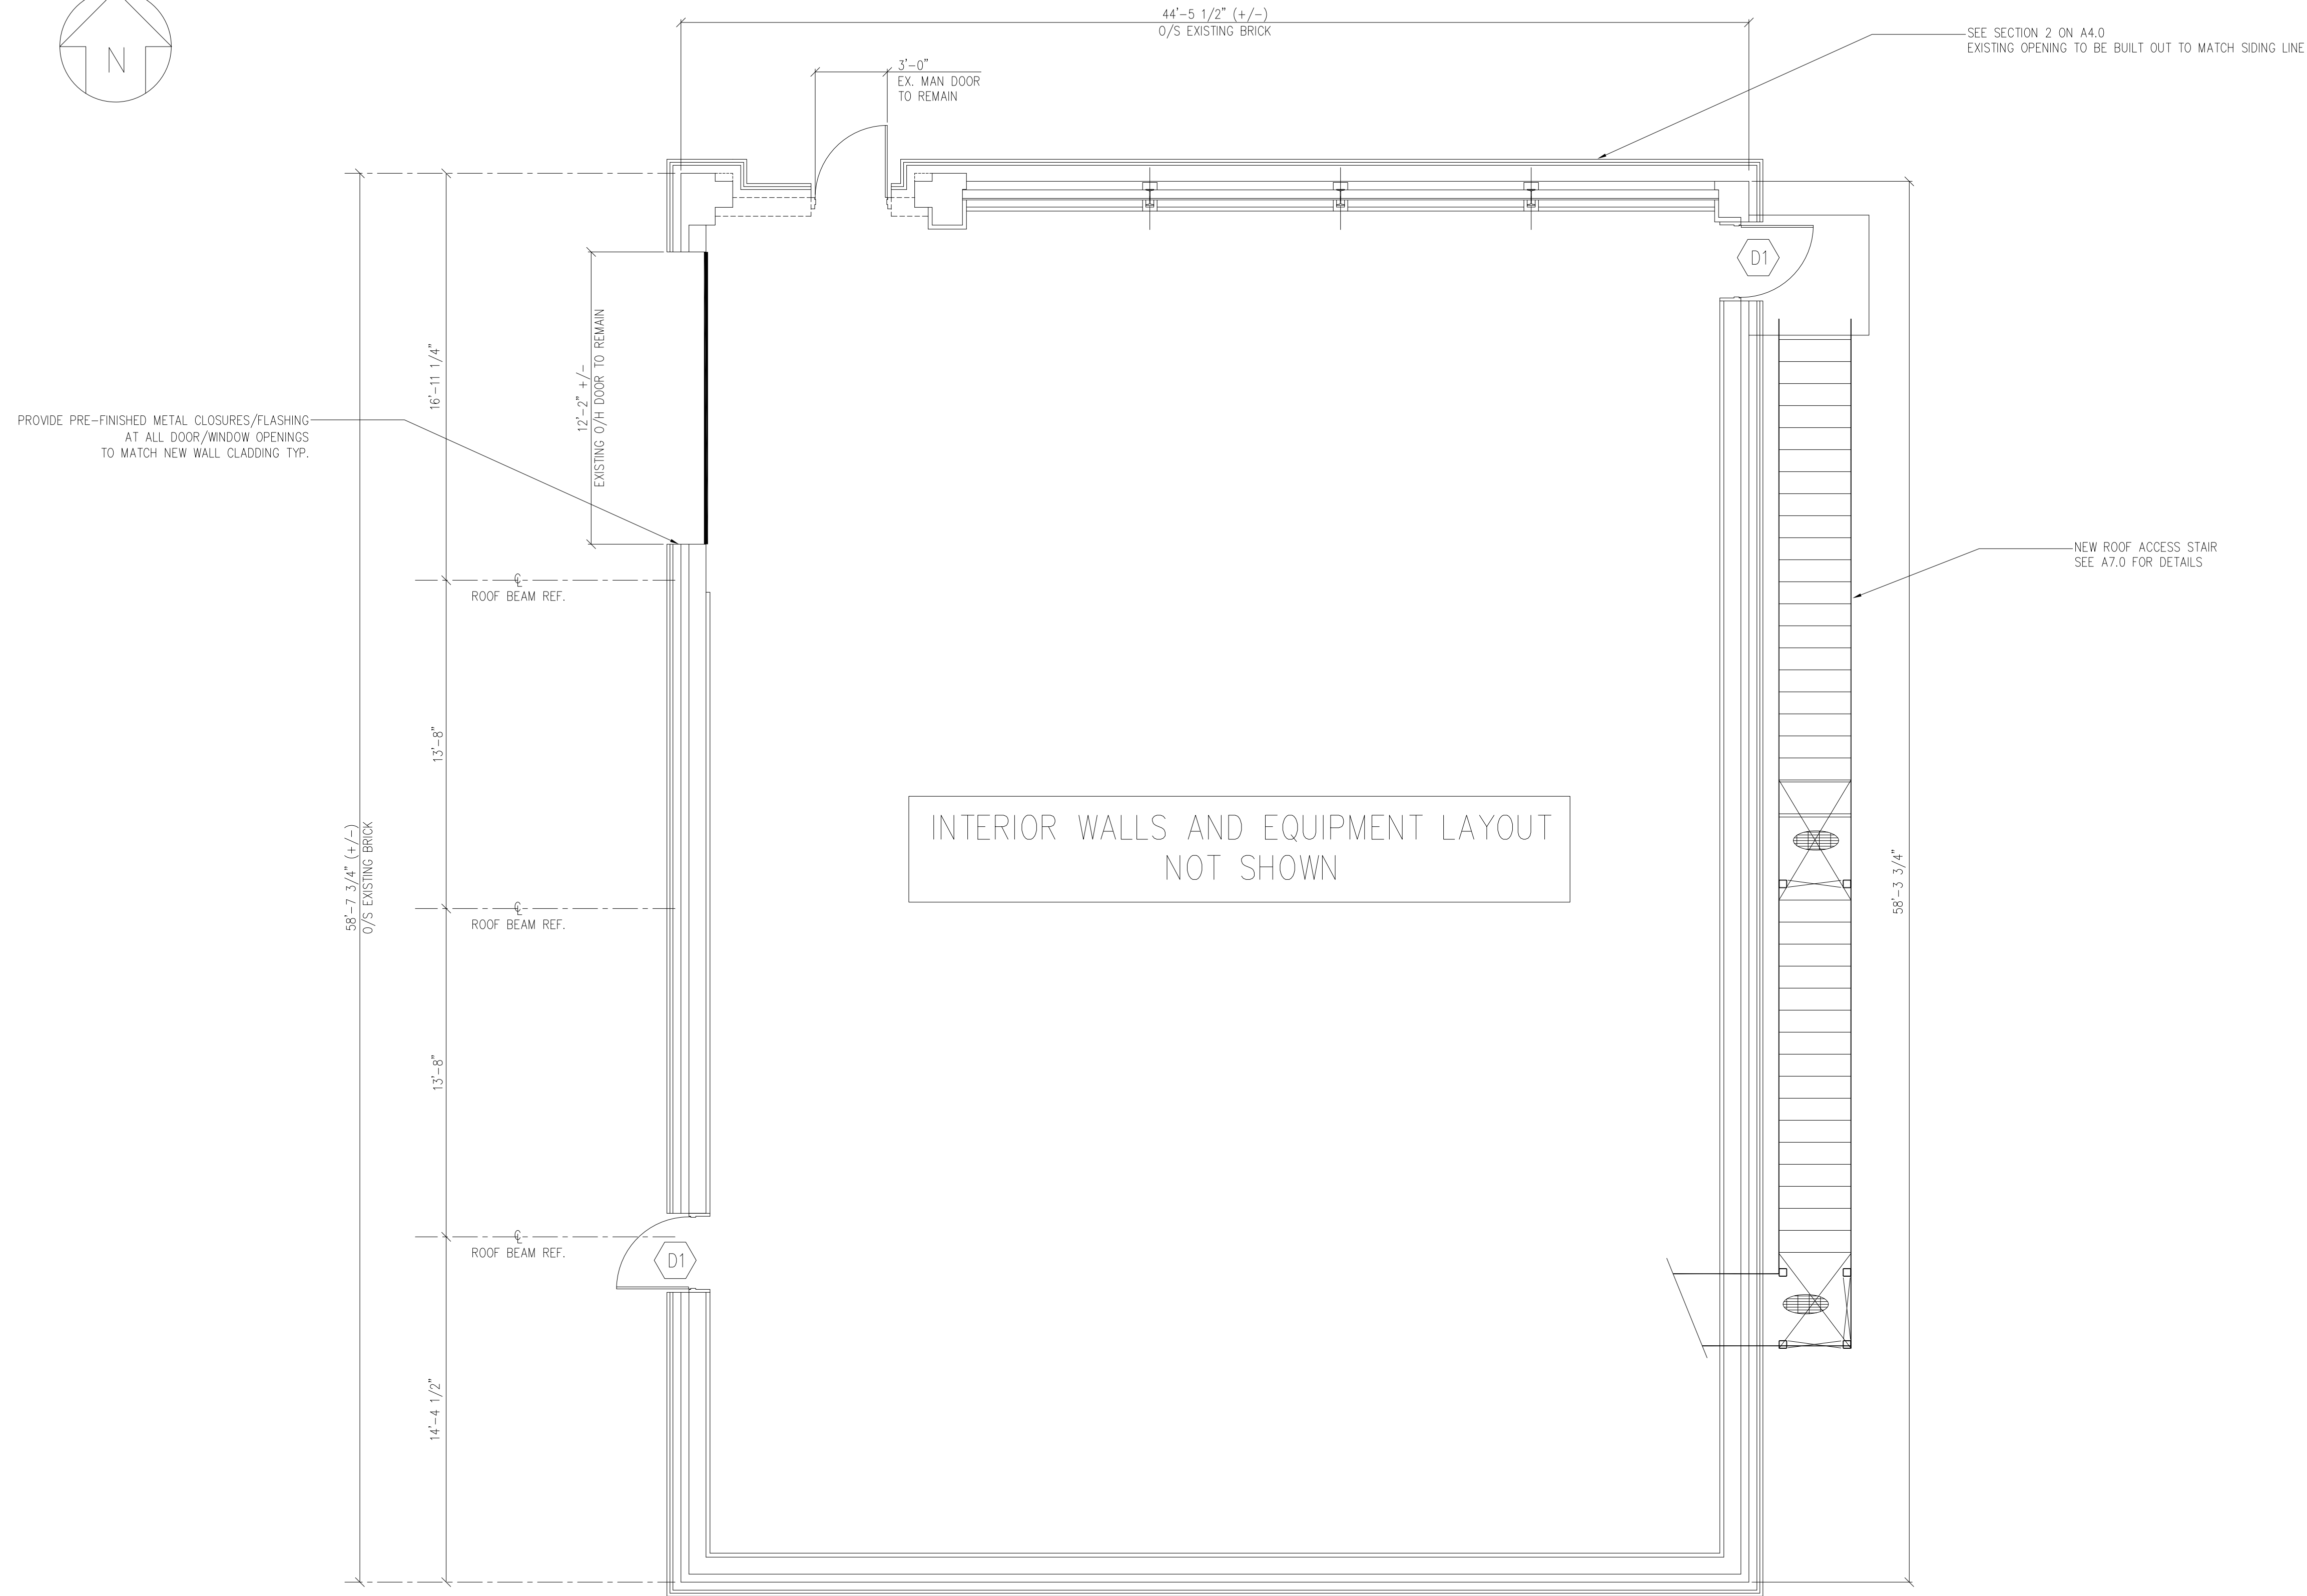 N
44'-5 1/2" (+/-)
O/S EXISTING BRICK
SEE SECTION 2 ON A4.0
EXISTING OPENING TO BE BUILT OUT TO MATCH SIDING LINE
3'-0"
EX. MAN DOOR
TO REMAIN
D1
16'-11 1/4"
12'-2" +/-
EXISTING O/H DOOR TO REMAIN
PROVIDE PRE-FINISHED METAL CLOSURES/FLASHING
AT ALL DOOR/WINDOW OPENINGS
TO MATCH NEW WALL CLADDING TYP.
NEW ROOF ACCESS STAIR
SEE A7.0 FOR DETAILS
℄
ROOF BEAM REF.
13'-8"
58'-7 3/4" (+/-)
O/S EXISTING BRICK
INTERIOR WALLS AND EQUIPMENT LAYOUT
NOT SHOWN
58'-3 3/4"
℄
ROOF BEAM REF.
13'-8"
℄
ROOF BEAM REF.
D1
14'-4 1/2"